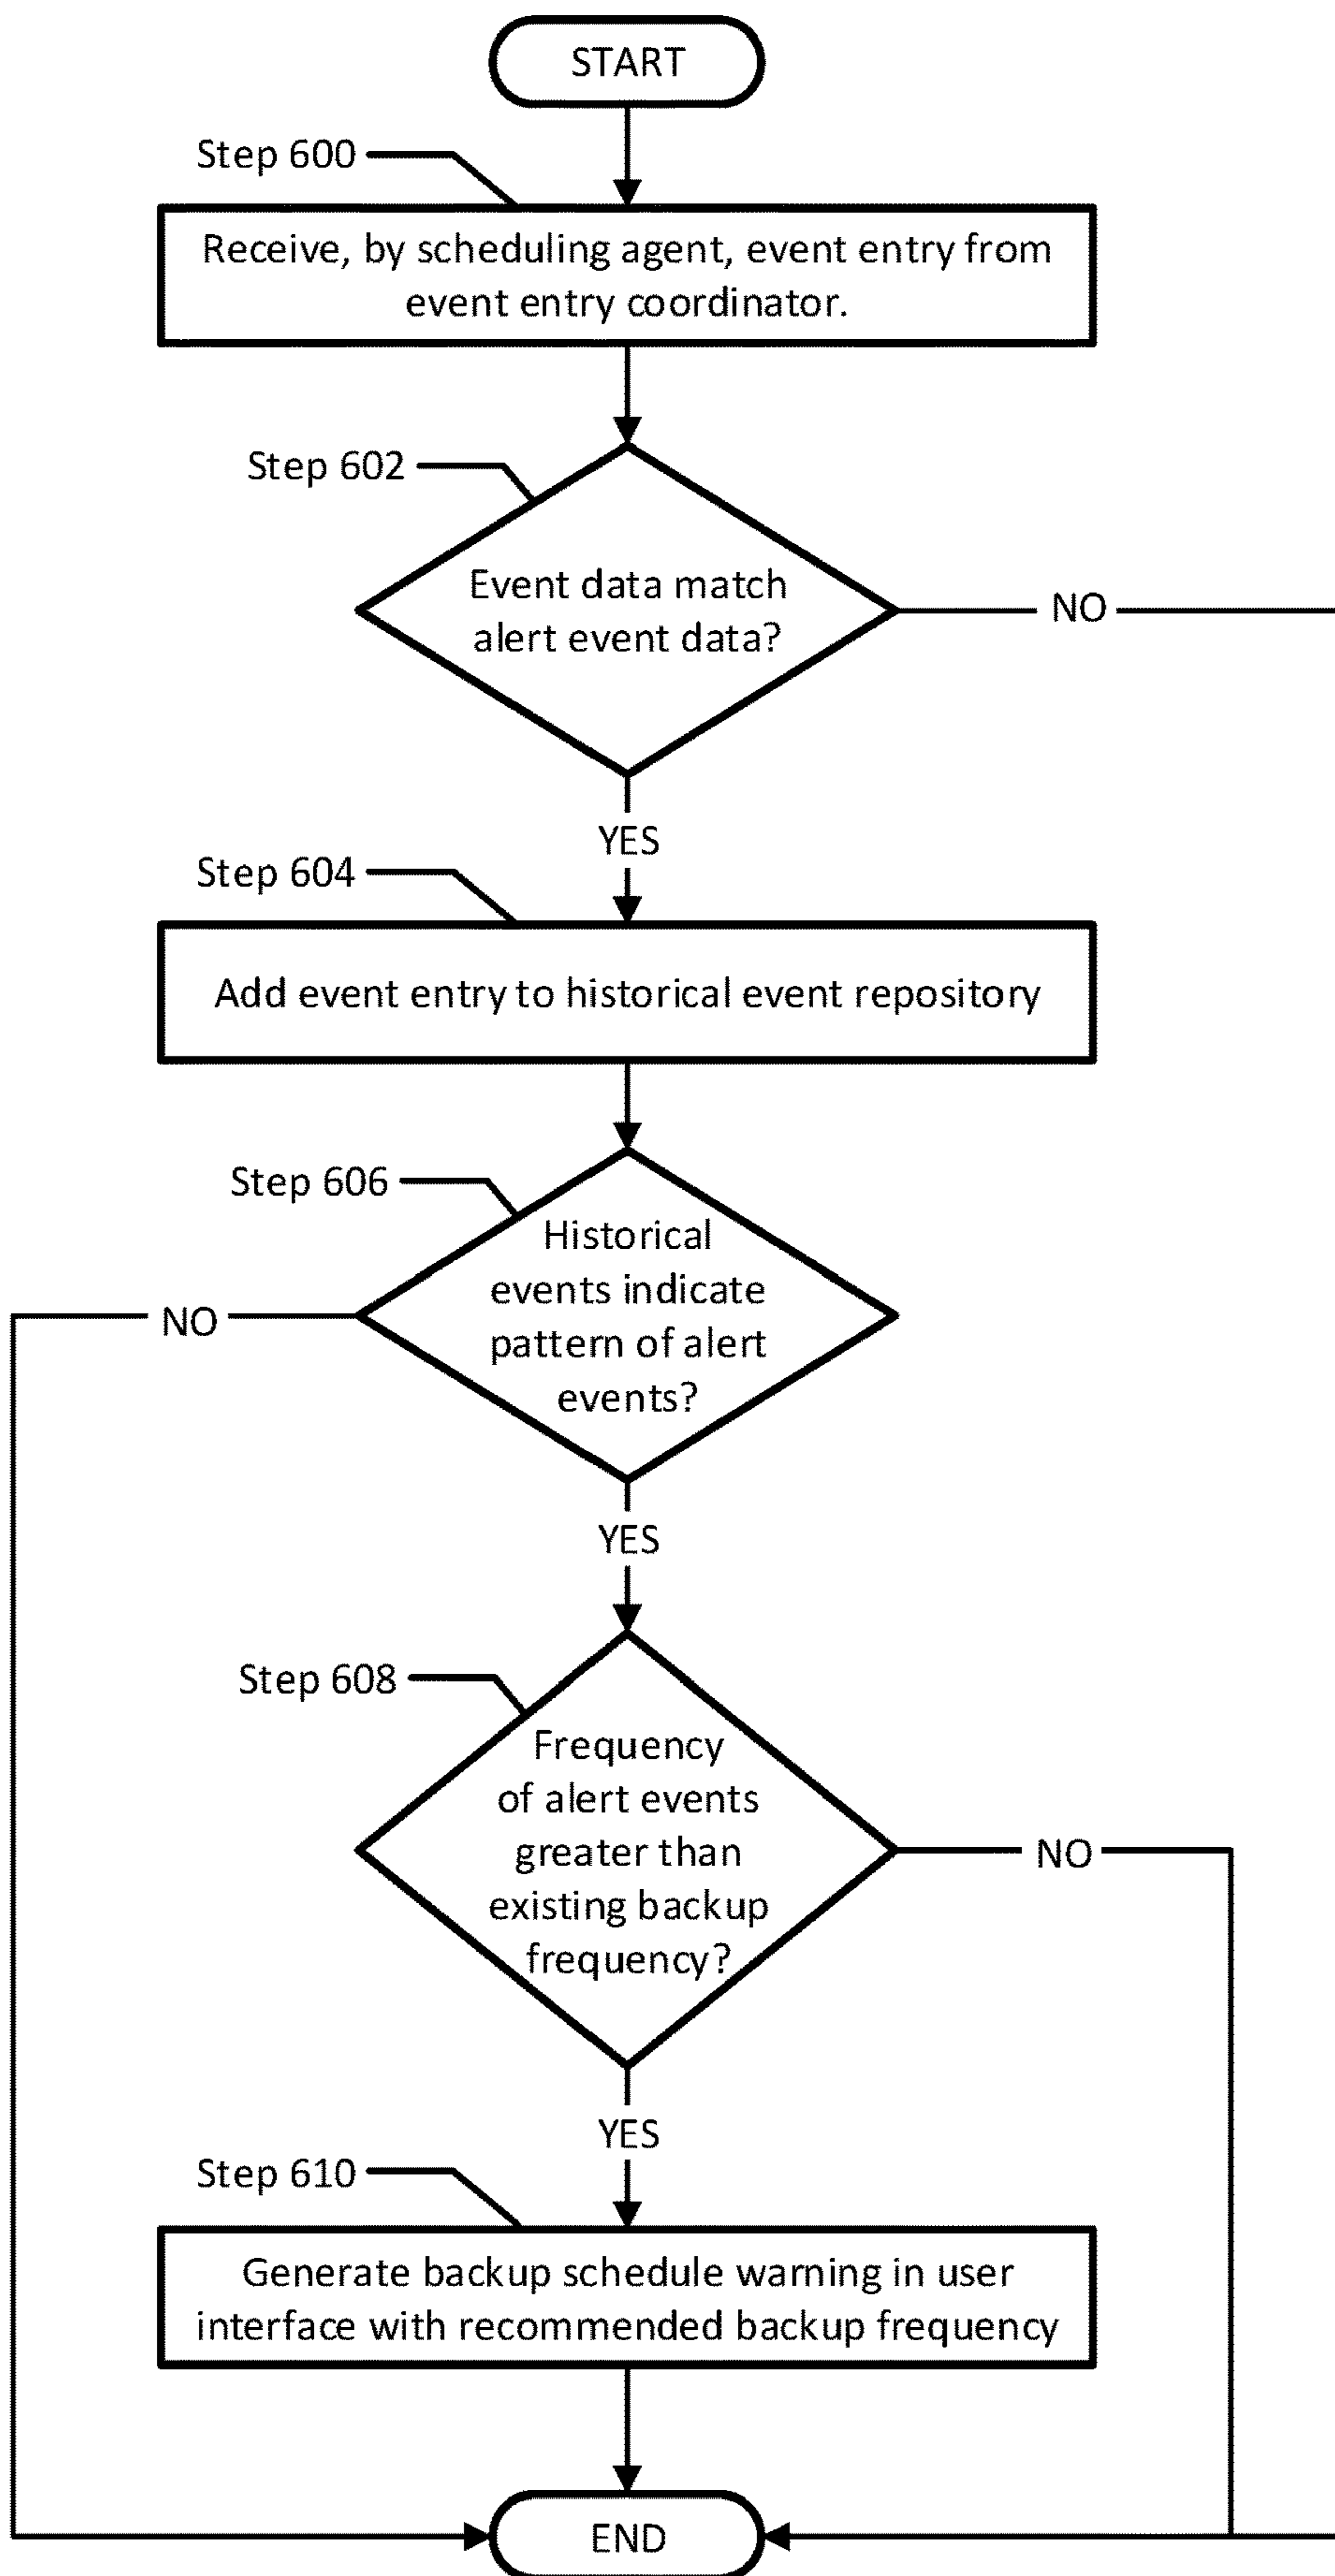 START
Step 600
Receive, by scheduling agent, event entry from
event entry coordinator.
Step 602
Event data match
alert event data?
NO
YES
Step 604
Add event entry to historical event repository
Step 606
Historical
events indicate
pattern of alert
events?
NO
YES
Step 608
Frequency
of alert events
greater than
existing backup
frequency?
NO
YES
Step 610
Generate backup schedule warning in user
interface with recommended backup frequency
END